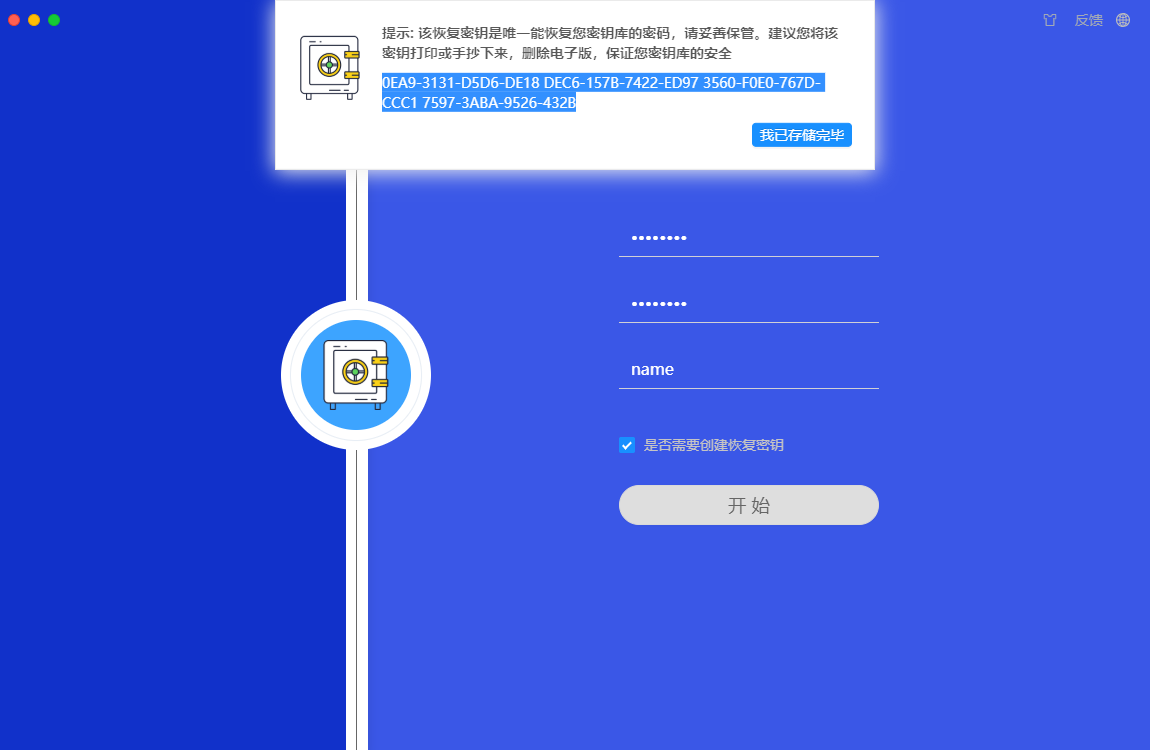 反馈
提示: 该恢复密钥是唯一能恢复您密钥库的密码，请妥善保管。建议您将该
密钥打印或手抄下来，删除电子版，保证您密钥库的安全
0EA9-3131-D5D6-DE18 DEC6-157B-7422-ED97 3560-F0E0-767D-
CCC1 7597-3ABA-9526-432B
我已存储完毕
••••••••
••••••••
name
是否需要创建恢复密钥
开 始